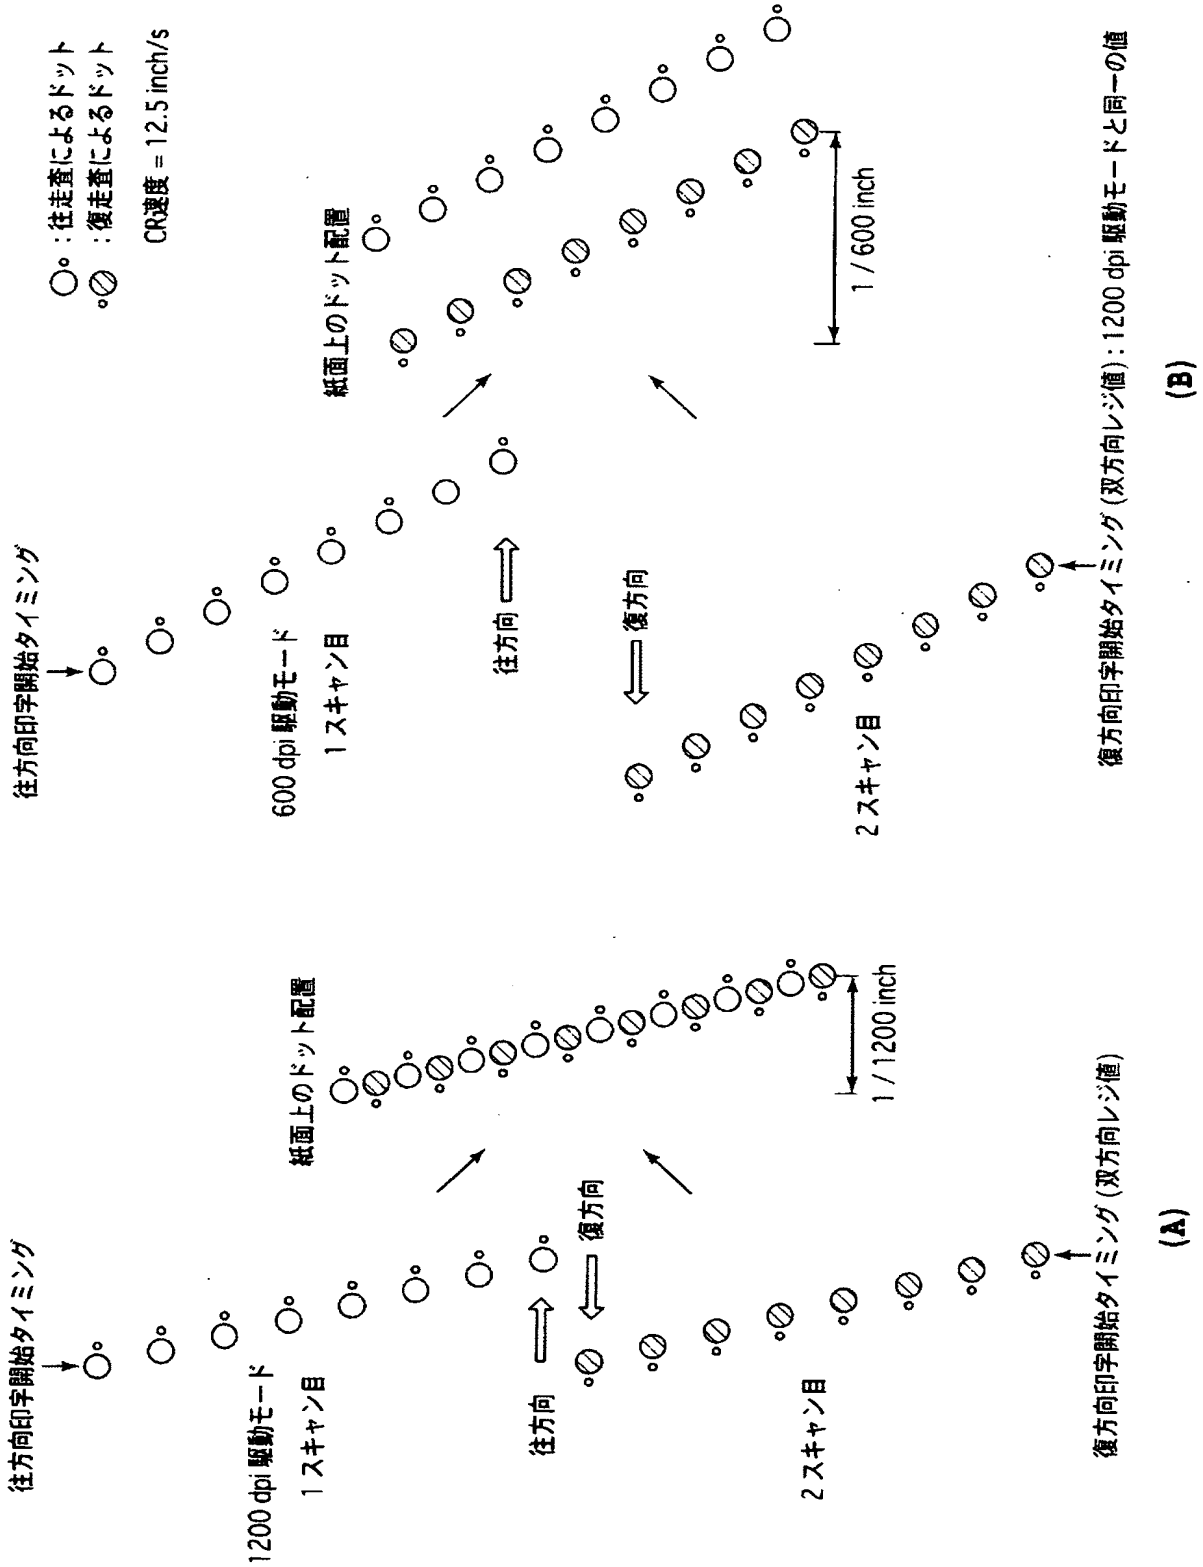 ○：往走査によるドット
：復走査によるドット
CR速度 = 12.5 inch/s
往方向印字開始タイミング
1200 dpi 駆動モード
1 スキャン目
往方向
復方向
2 スキャン目
復方向印字開始タイミング (双方向レジ値)
紙面上のドット配置
1 / 1200 inch
(A)
往方向印字開始タイミング
600 dpi 駆動モード
1 スキャン目
往方向
復方向
2 スキャン目
復方向印字開始タイミング (双方向レジ値)：1200 dpi 駆動モードと同一の値
紙面上のドット配置
1 / 600 inch
(B)